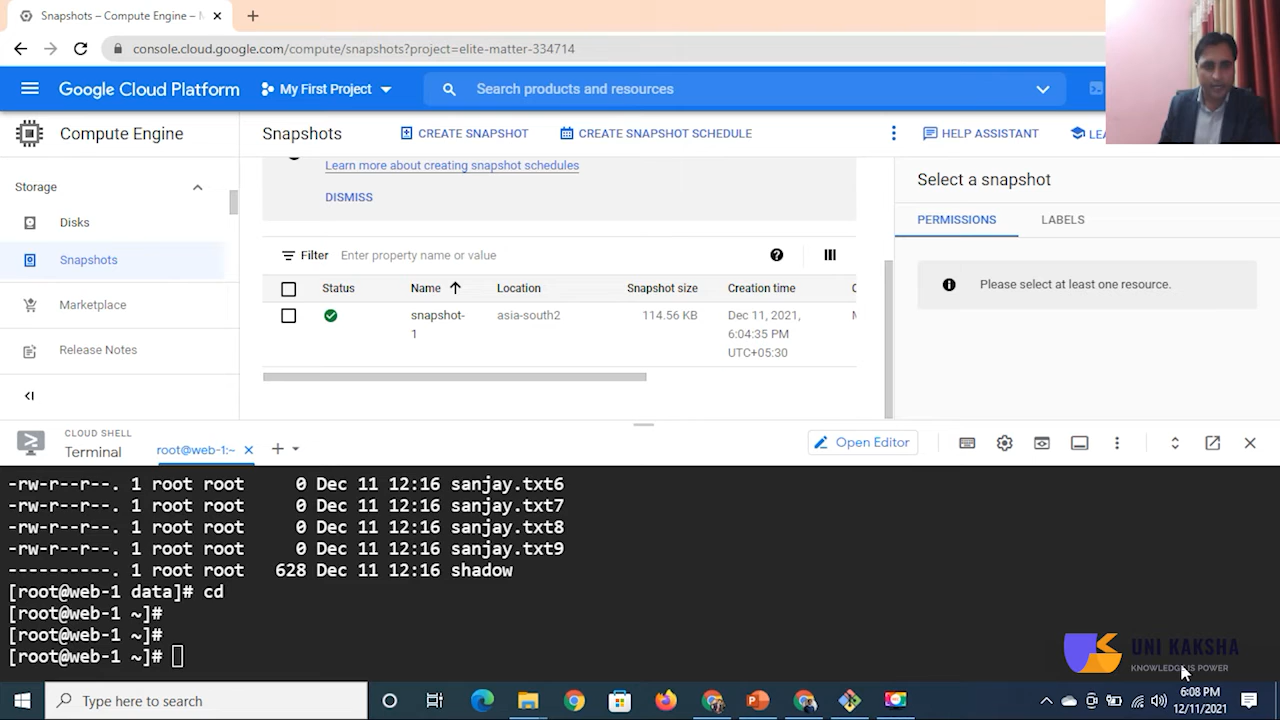 Snapshots – Compute Engine –
console.cloud.google.com/compute/snapshots?project=elite-matter-334714
Google Cloud Platform
My First Project
Search products and resources
Compute Engine
Snapshots
CREATE SNAPSHOT
CREATE SNAPSHOT SCHEDULE
HELP ASSISTANT
Storage
Learn more about creating snapshot schedules
Select a snapshot
DISMISS
Disks
PERMISSIONS
LABELS
Snapshots
Filter
Enter property name or value
Please select at least one resource.
Status
Name
Location
Snapshot size
Creation time
Marketplace
snapshot-
1
asia-south2
114.56 KB
Dec 11, 2021,
6:04:35 PM
UTC+05:30
Release Notes
CLOUD SHELL
Terminal
root@web-1:~
Open Editor
-rw-r--r--. 1 root root 0 Dec 11 12:16 sanjay.txt6
-rw-r--r--. 1 root root 0 Dec 11 12:16 sanjay.txt7
-rw-r--r--. 1 root root 0 Dec 11 12:16 sanjay.txt8
-rw-r--r--. 1 root root 0 Dec 11 12:16 sanjay.txt9
----------. 1 root root 628 Dec 11 12:16 shadow
[root@web-1 data]# cd
[root@web-1 ~]#
[root@web-1 ~]#
[root@web-1 ~]#
UNI KAKSHA
KNOWLEDGE IS POWER
Type here to search
6:08 PM
12/11/2021